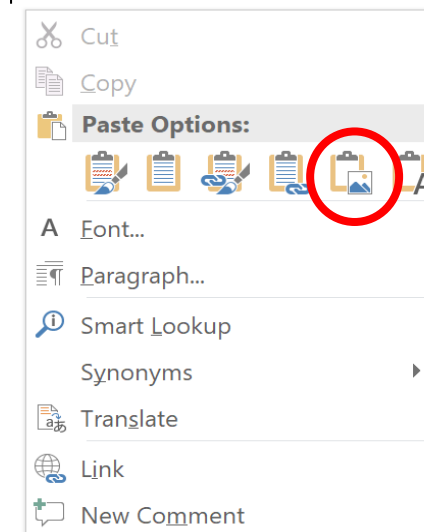 Cut
Copy
Paste Options:
A
A Font...
Paragraph...
Smart Lookup
Synonyms
Translate
Link
New Comment